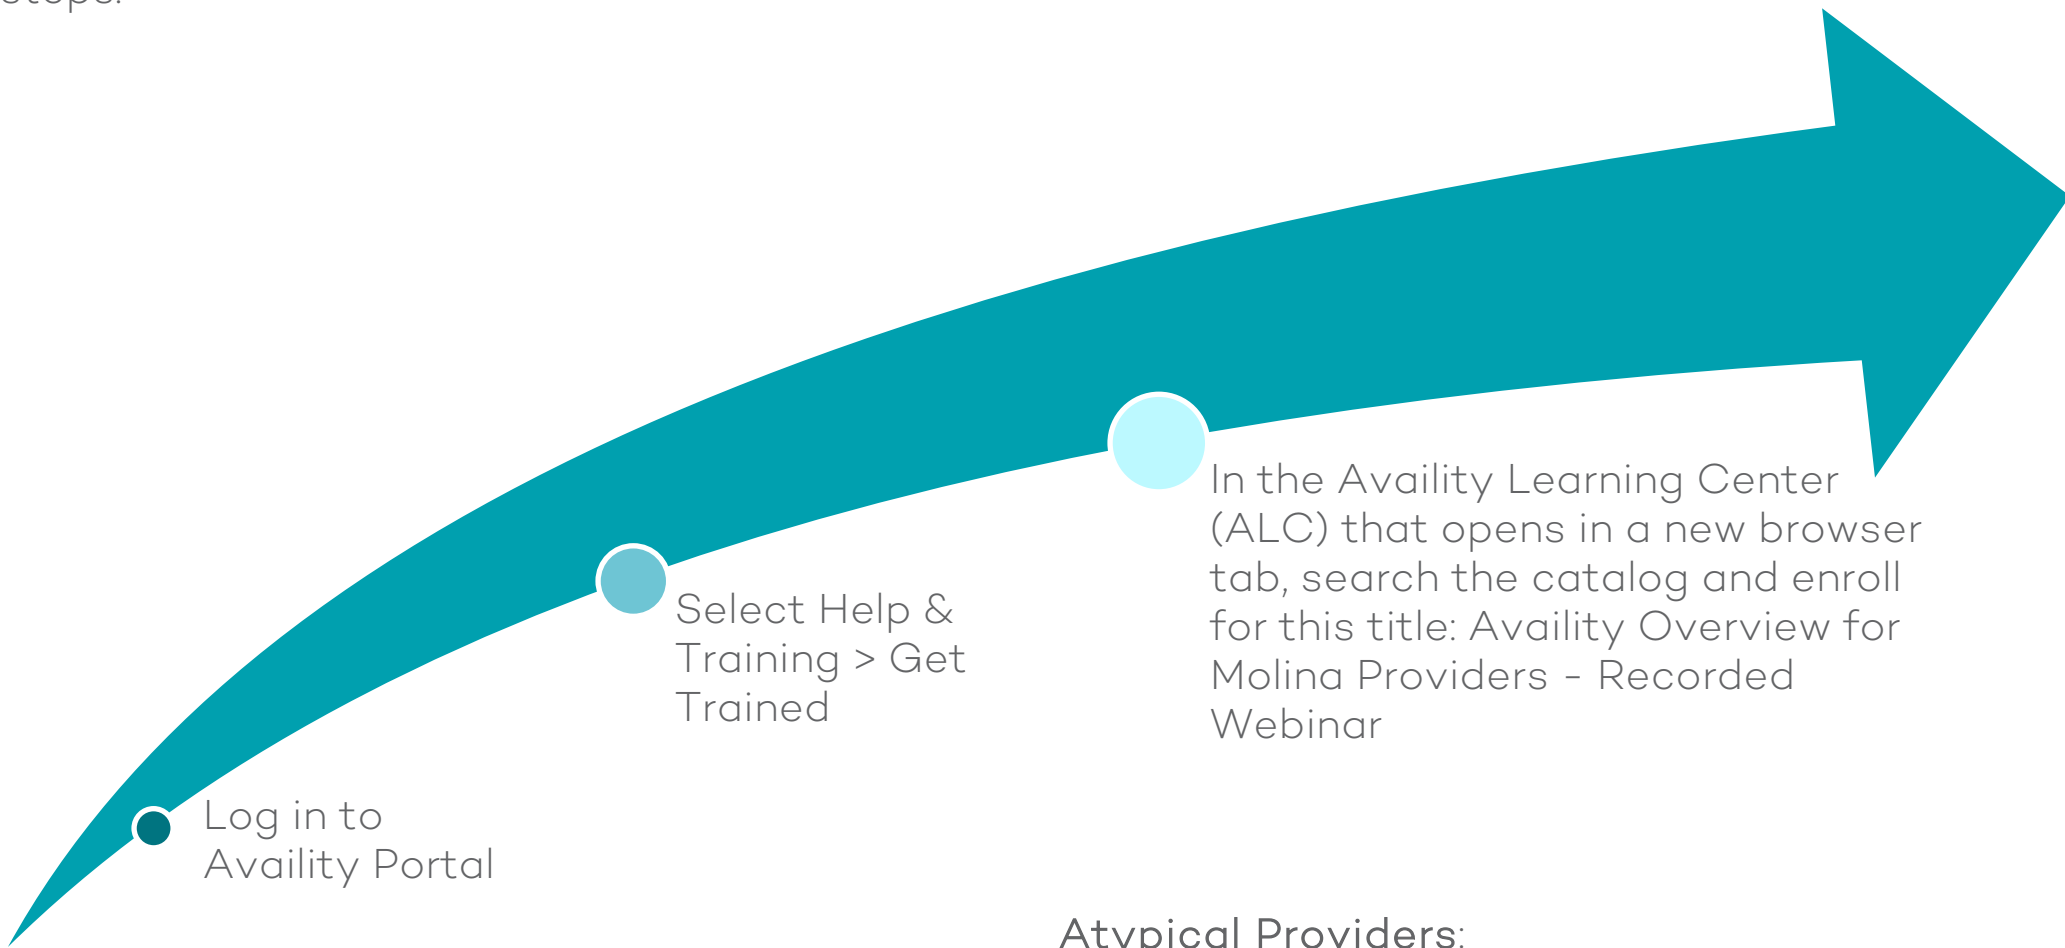 steps:
Log in to
Availity Portal
Select Help &
Training > Get
Trained
In the Availity Learning Center
(ALC) that opens in a new browser
tab, search the catalog and enroll
for this title: Availity Overview for
Molina Providers - Recorded
Webinar
Atypical Providers: